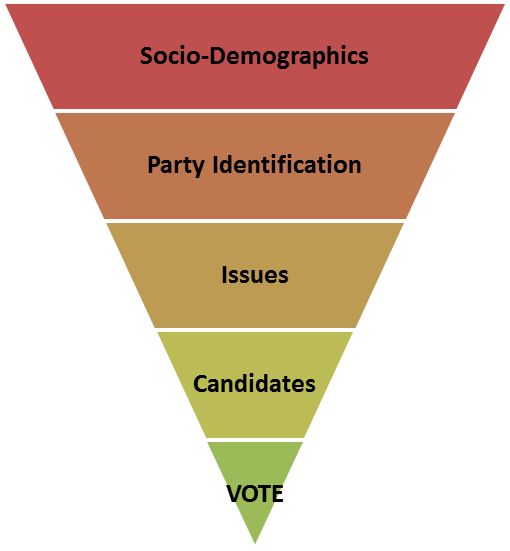 Socio-Demographics
Party Identification
Issues
Candidates
VOTE